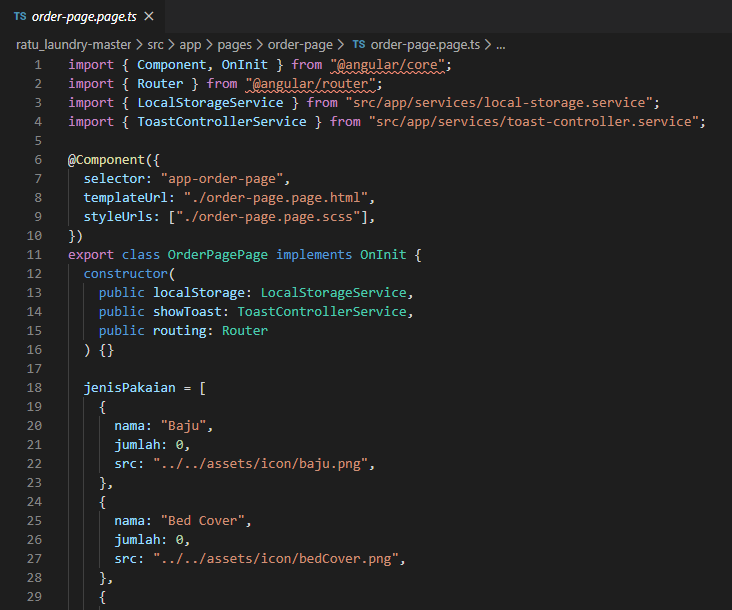 TS order-page.page.ts ×
ratu_laundry-master > src > app > pages > order-page > TS order-page.page.ts > ...
1 import { Component, OnInit } from "@angular/core";
2 import { Router } from "@angular/router";
3 import { LocalStorageService } from "src/app/services/local-storage.service";
4 import { ToastControllerService } from "src/app/services/toast-controller.service";
5
6 @Component({
7   selector: "app-order-page",
8   templateUrl: "./order-page.page.html",
9   styleUrls: ["./order-page.page.scss"],
10 })
11 export class OrderPagePage implements OnInit {
12   constructor(
13     public localStorage: LocalStorageService,
14     public showToast: ToastControllerService,
15     public routing: Router
16   ) {}
17
18   jenisPakaian = [
19     {
20       nama: "Baju",
21       jumlah: 0,
22       src: "../../assets/icon/baju.png",
23     },
24     {
25       nama: "Bed Cover",
26       jumlah: 0,
27       src: "../../assets/icon/bedCover.png",
28     },
29     {